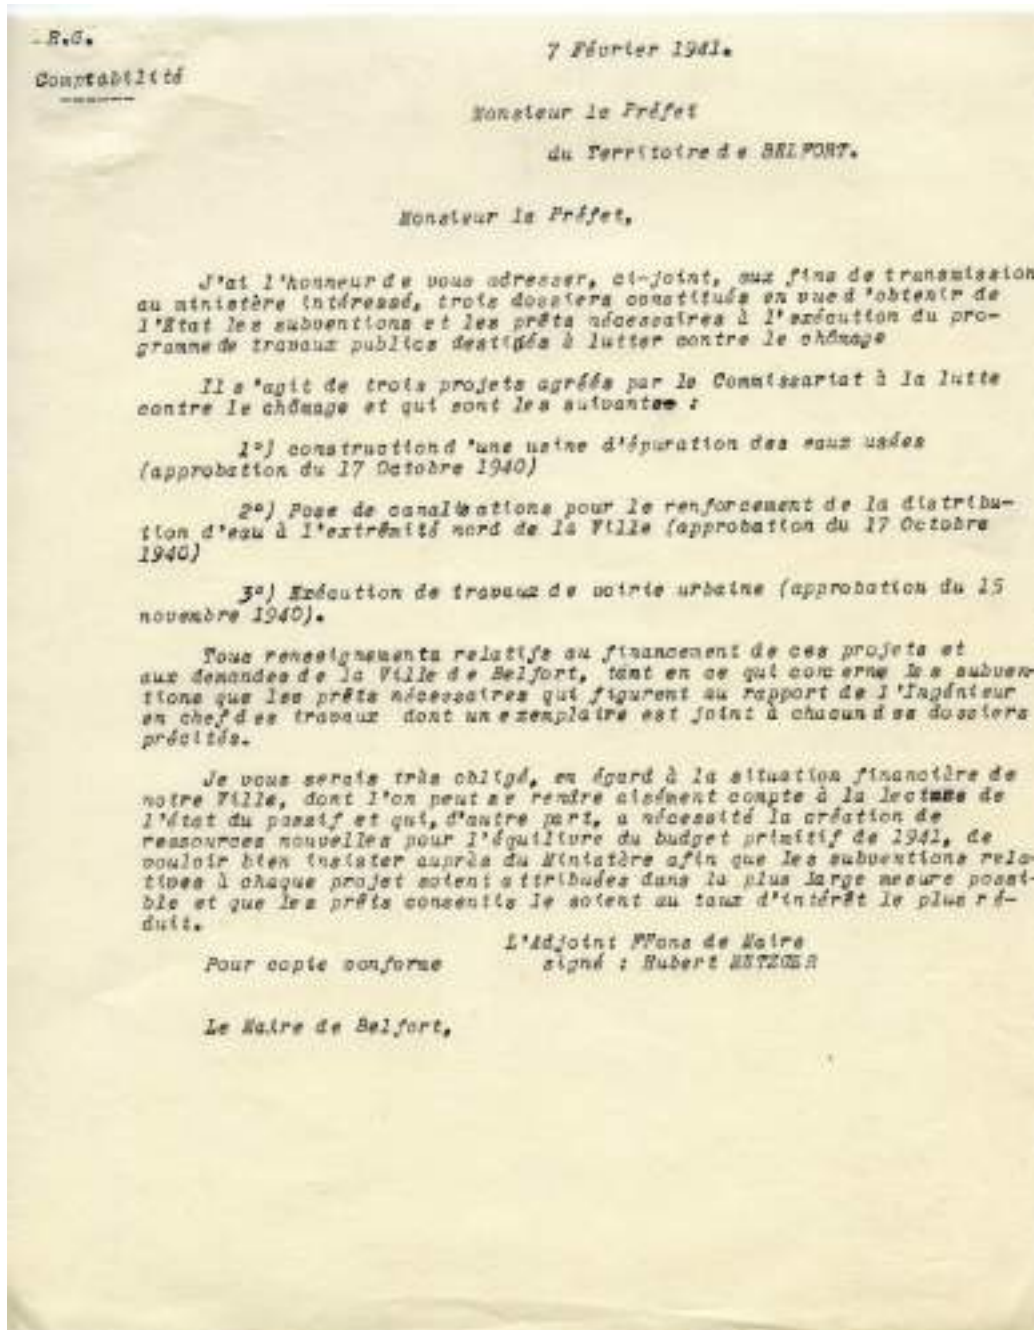 R.G.
7 Février 1941.
Comptabilité
Monsieur le Préfet
du Territoire de BELFORT.
Monsieur le Préfet,
J'ai l'honneur de vous adresser, ci-joint, aux fins de transmission
au ministère intéressé, trois dossiers constitués en vue d'obtenir de
l'Etat les subventions et les prêts nécessaires à l'exécution du pro-
gramme de travaux publics destinés à lutter contre le chômage
Il s'agit de trois projets agréés par le Commissariat à la lutte
contre le chômage et qui sont les suivants :
1°) construction d'une usine d'épuration des eaux usées
(approbation du 17 Octobre 1940)
2°) Pose de canalisations pour le renforcement de la distribu-
tion d'eau à l'extrêmité nord de la Ville (approbation du 17 Octobre
1940)
3°) Exécution de travaux de voirie urbaine (approbation du 15
novembre 1940).
Tous renseignements relatifs au financement de ces projets et
aux demandes de la Ville de Belfort, tant en ce qui concerne les subven-
tions que les prêts nécessaires qui figurent au rapport de l'Ingénieur
en chef des travaux dont un exemplaire est joint à chacun des dossiers
précités.
Je vous serais très obligé, en égard à la situation financière de
notre Ville, dont l'on peut se rendre aisément compte à la lecture de
l'état du passif et qui, d'autre part, a nécessité la création de
ressources nouvelles pour l'équilivre du budget primitif de 1941, de
vouloir bien insister auprès du Ministère afin que les subventions rela-
tives à chaque projet soient attribuées dans la plus large mesure possi-
ble et que les prêts consentis le soient au taux d'intérêt le plus ré-
duit.
L'Adjoint FFons de Maire
Pour copie conforme signé : Hubert METZGER
Le Maire de Belfort,